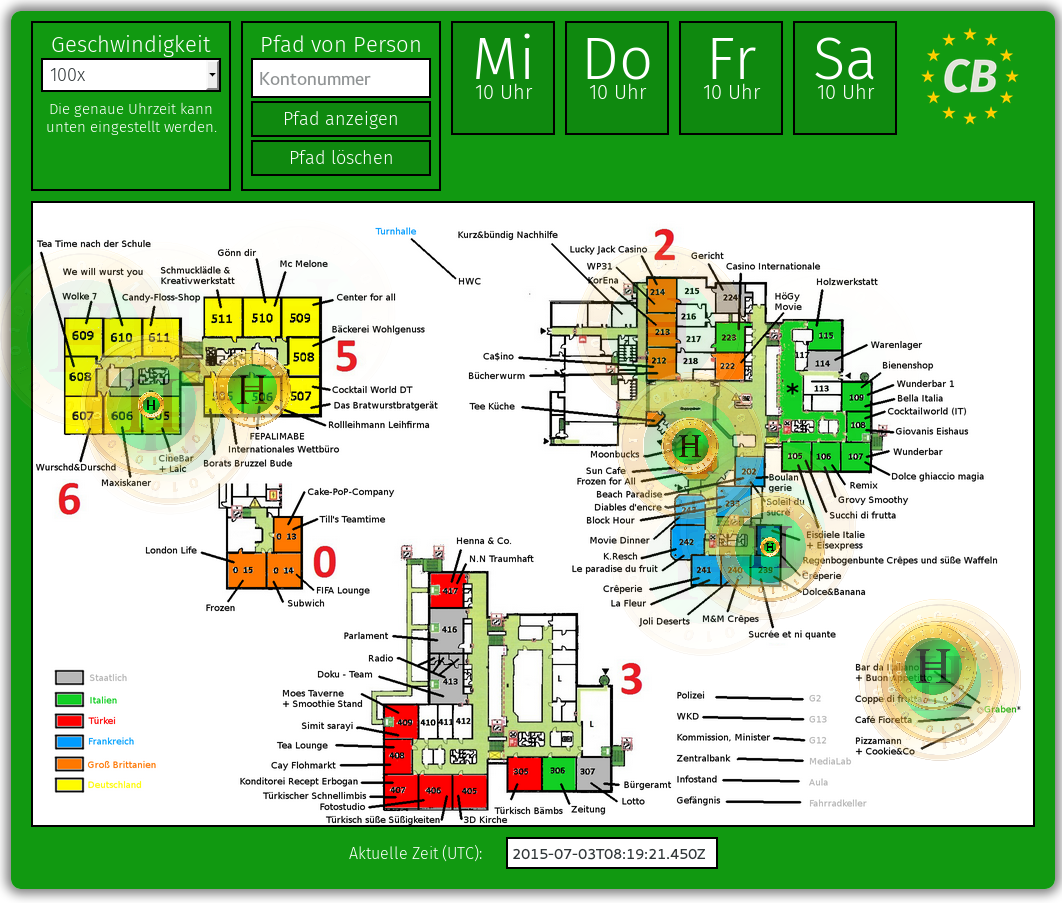 Geschwindigkeit
100x
Die genaue Uhrzeit kann
unten eingestellt werden.
Pfad von Person
Kontonummer
Pfad anzeigen
Pfad löschen
Mi
10 Uhr
Do
10 Uhr
Fr
10 Uhr
Sa
10 Uhr
CB
Tea Time nach der Schule
We will wurst you
Wolke 7
Candy-Floss-Shop
Schmucklädle &
Kreativwerkstatt
Gönn dir
Mc Melone
Center for all
Bäckerei Wohlgenuss
5
511
510
509
508
507
506
609
610
611
608
607
606
Cocktail World DT
Das Bratwurstbratgerät
Rollleihmann Leihfirma
FEPALIMABE
Internationales Wettbüro
Borats Bruzzel Bude
CineBar
+ Laic
Maxiskaner
Wurschd&Durschd
6
H
H
Turnhalle
HWC
Kurz&bündig Nachhilfe
Lucky Jack Casino
WP31
KorEna
2
Gericht
Casino Internationale
HöGy
Movie
Holzwerkstatt
Warenlager
Bienenshop
Wunderbar 1
Bella Italia
Cocktailworld (IT)
Giovanis Eishaus
Wunderbar
Dolce ghiaccio magia
Remix
Grovy Smoothy
Succhi di frutta
Eisdiele Italie
+ Eisexpress
Regenbogenbunte Crêpes und süße Waffeln
Crêperie
Dolce&Banana
Sucrée et ni quante
M&M Crêpes
Joli Deserts
La Fleur
Crêperie
Le paradise du fruit
K.Resch
Movie Dinner
Block Hour
Diables d'encre
Beach Paradise
Frozen for All
Sun Cafe
Moonbucks
Tee Küche
Bücherwurm
Ca$ino
Boulan
gerie
Soleil du
sucre
214
215
224
216
213
217
223
212
218
222
115
117
114
113
109
108
105
106
107
*
202
242
241
240
239
H
H
Cake-PoP-Company
Till's Teamtime
London Life
0
FIFA Lounge
Subwich
Frozen
0 13
0 15
0 14
Henna & Co.
N.N Traumhaft
Parlament
Radio
Doku - Team
Moes Taverne
+ Smoothie Stand
Simit sarayi
Tea Lounge
Cay Flohmarkt
Konditorei Recept Erbogan
Türkischer Schnellimbis
Fotostudio
Türkisch süße Süßigkeiten
3D Kirche
Türkisch Bämbs
Zeitung
Lotto
Bürgeramt
3
417
416
413
409
410
411
412
408
407
406
405
305
306
307
L
L
Staatlich
Italien
Türkei
Frankreich
Groß Brittanien
Deutschland
Polizei
G2
WKD
G13
Kommission, Minister
G12
Zentralbank
MediaLab
Infostand
Aula
Gefängnis
Fahrradkeller
Bar da Italiano
+ Buon Appetito
Coppe di frutta
Café Fioretta
Pizzamann
+ Cookie&Co
Graben*
H
Aktuelle Zeit (UTC):
2015-07-03T08:19:21.450Z